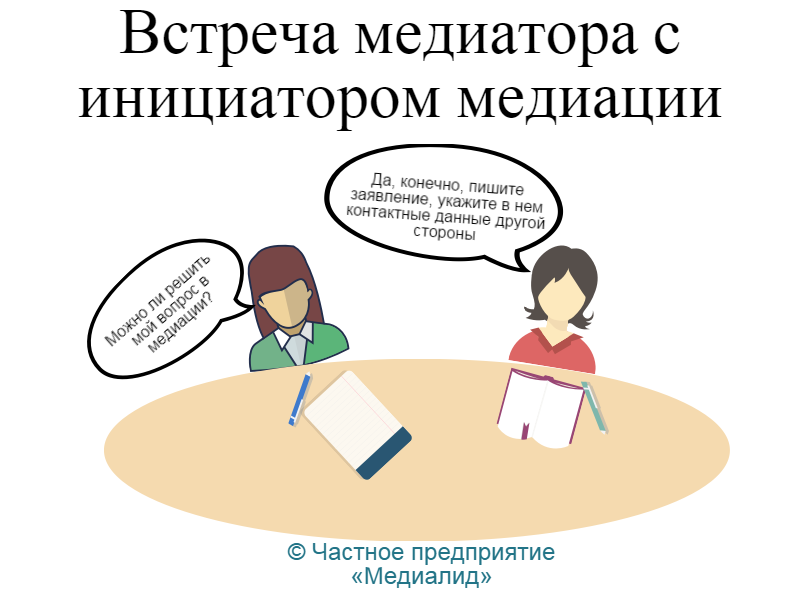 Встреча медиатора с
инициатором медиации
Да, конечно, пишите
заявление, укажите в нем
контактные данные другой
стороны
Можно ли решить
мой вопрос в
медиации?
© Частное предприятие
«Медиалид»